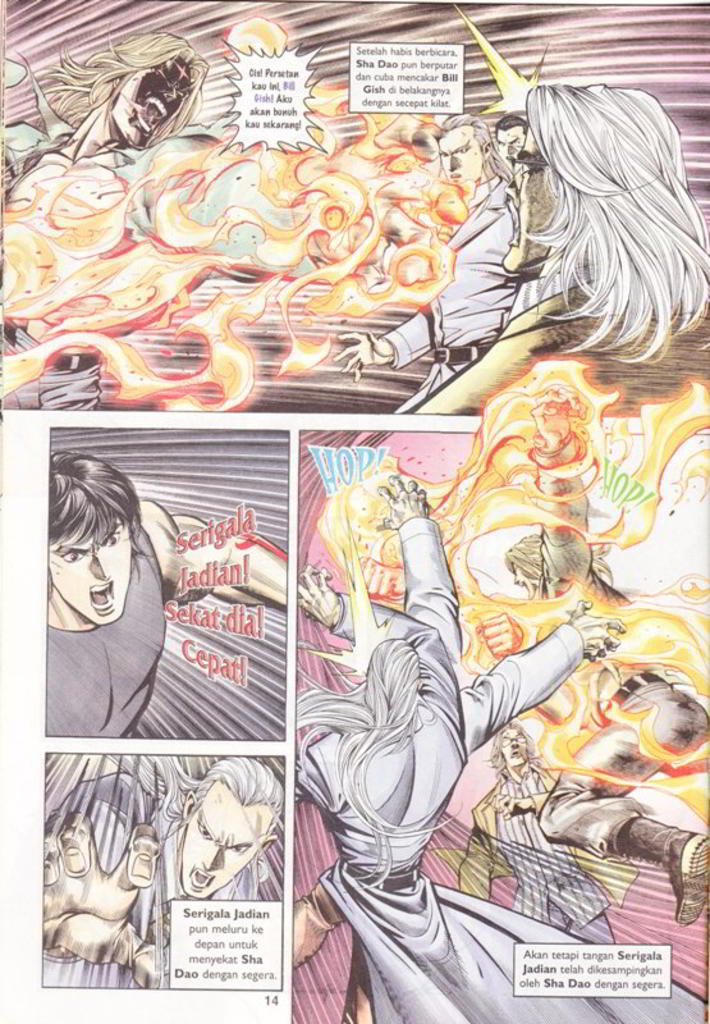 Cis! Persetan
kau ini, Bill
Gish! Aku
akan bunuh
kau sekarang!
Setelah habis berbicara,
Sha Dao pun berputar
dan cuba mencakar Bill
Gish di belakangnya
dengan secepat kilat.
Serigala
Jadian!
Sekat dia!
Cepat!
HOP!
HOP!
Serigala Jadian
pun meluru ke
depan untuk
menyekat Sha
Dao dengan segera.
Akan tetapi tangan Serigala
Jadian telah dikesampingkan
oleh Sha Dao dengan segera.
14